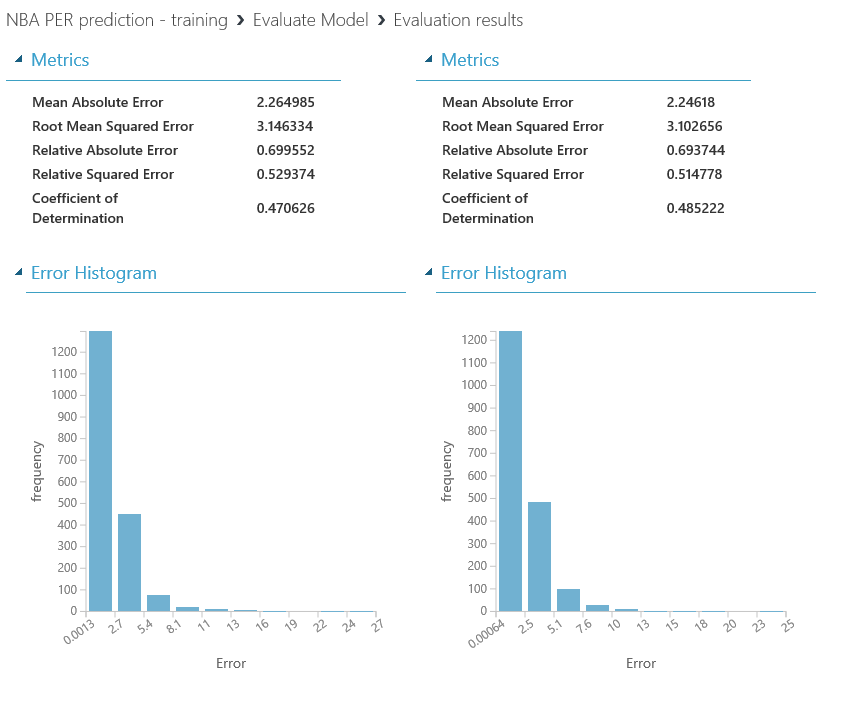 NBA PER prediction - training › Evaluate Model › Evaluation results
Metrics
Mean Absolute Error 2.264985
Root Mean Squared Error 3.146334
Relative Absolute Error 0.699552
Relative Squared Error 0.529374
Coefficient of
Determination 0.470626
Error Histogram
1200
1100
1000
900
800
700
600
500
400
300
200
100
0
frequency
0.0013 2.7 5.4 8.1 11 13 16 19 22 24 27
Error
Metrics
Mean Absolute Error 2.24618
Root Mean Squared Error 3.102656
Relative Absolute Error 0.693744
Relative Squared Error 0.514778
Coefficient of
Determination 0.485222
Error Histogram
1200
1100
1000
900
800
700
600
500
400
300
200
100
0
frequency
0.00064 2.5 5.1 7.6 10 13 15 18 20 23 25
Error